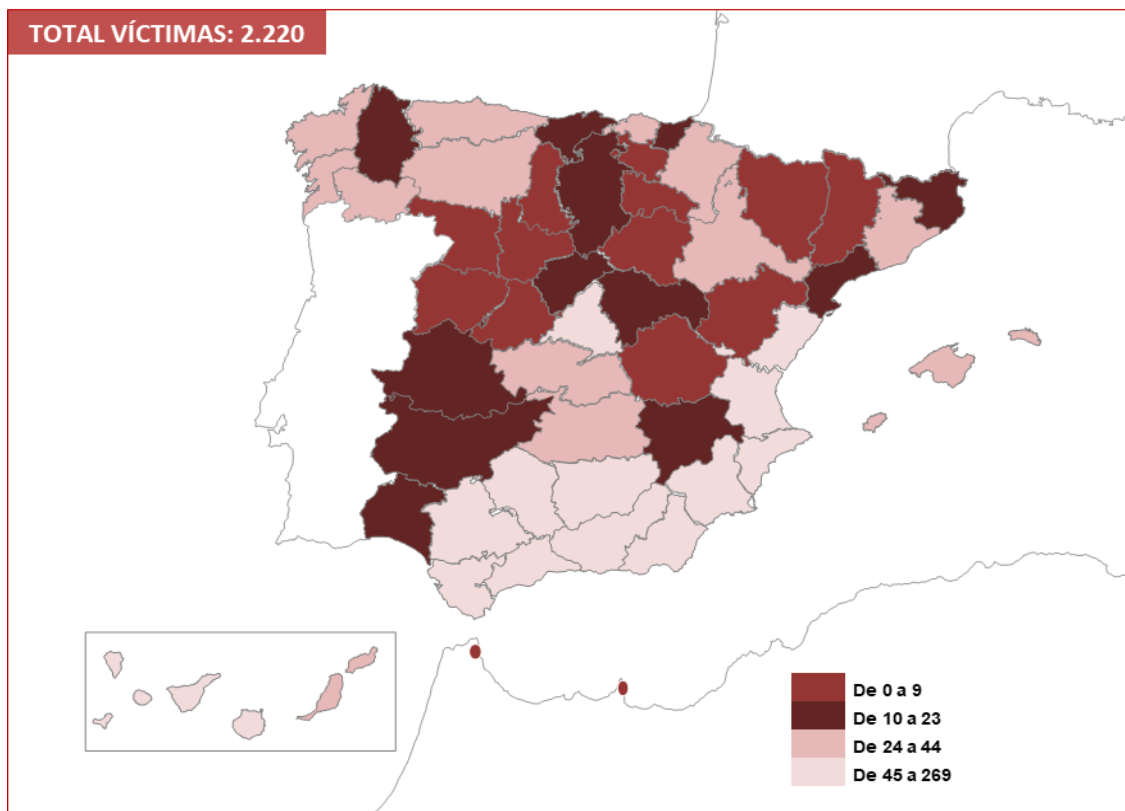 TOTAL VÍCTIMAS: 2.220
De 0 a 9
De 10 a 23
De 24 a 44
De 45 a 269